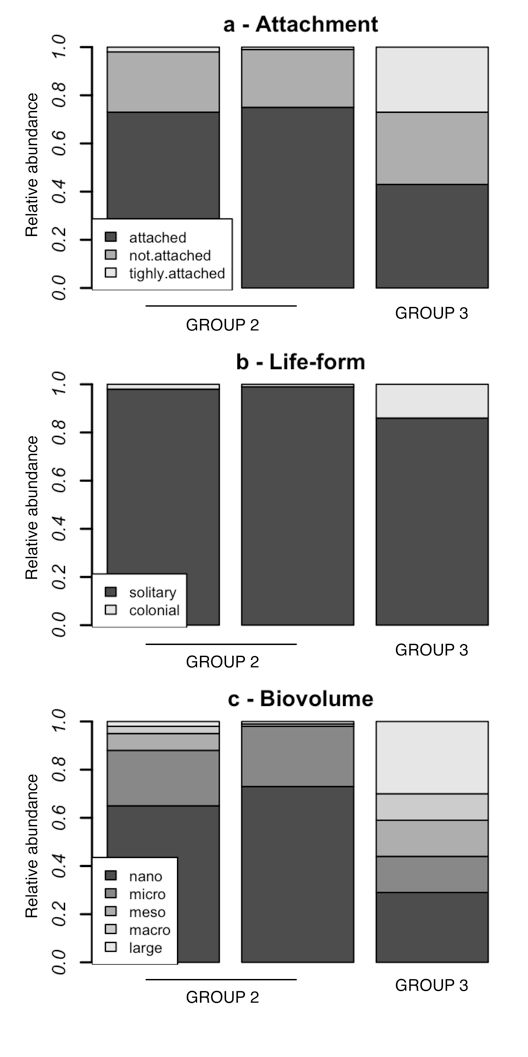 a - Attachment
Relative abundance
1.0
0.8
0.6
0.4
0.2
0.0
attached
not.attached
tighly.attached
GROUP 2
GROUP 3
b - Life-form
Relative abundance
1.0
0.8
0.6
0.4
0.2
0.0
solitary
colonial
GROUP 2
GROUP 3
c - Biovolume
Relative abundance
1.0
0.8
0.6
0.4
0.2
0.0
nano
micro
meso
macro
large
GROUP 2
GROUP 3